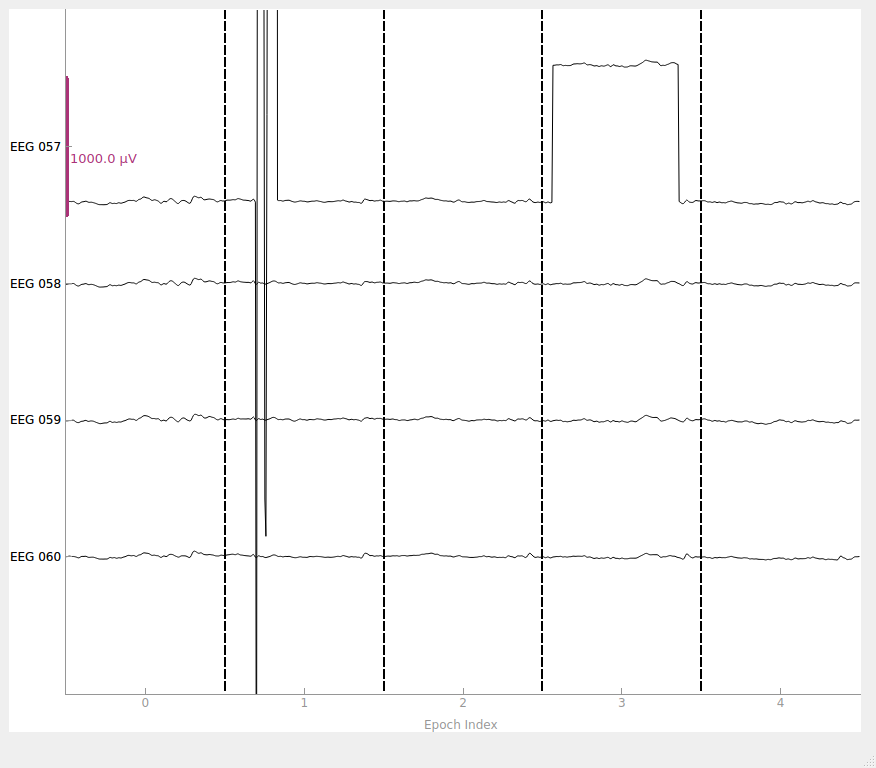 EEG 057
1000.0 µV
EEG 058
EEG 059
EEG 060
0 1 2 3 4
Epoch Index